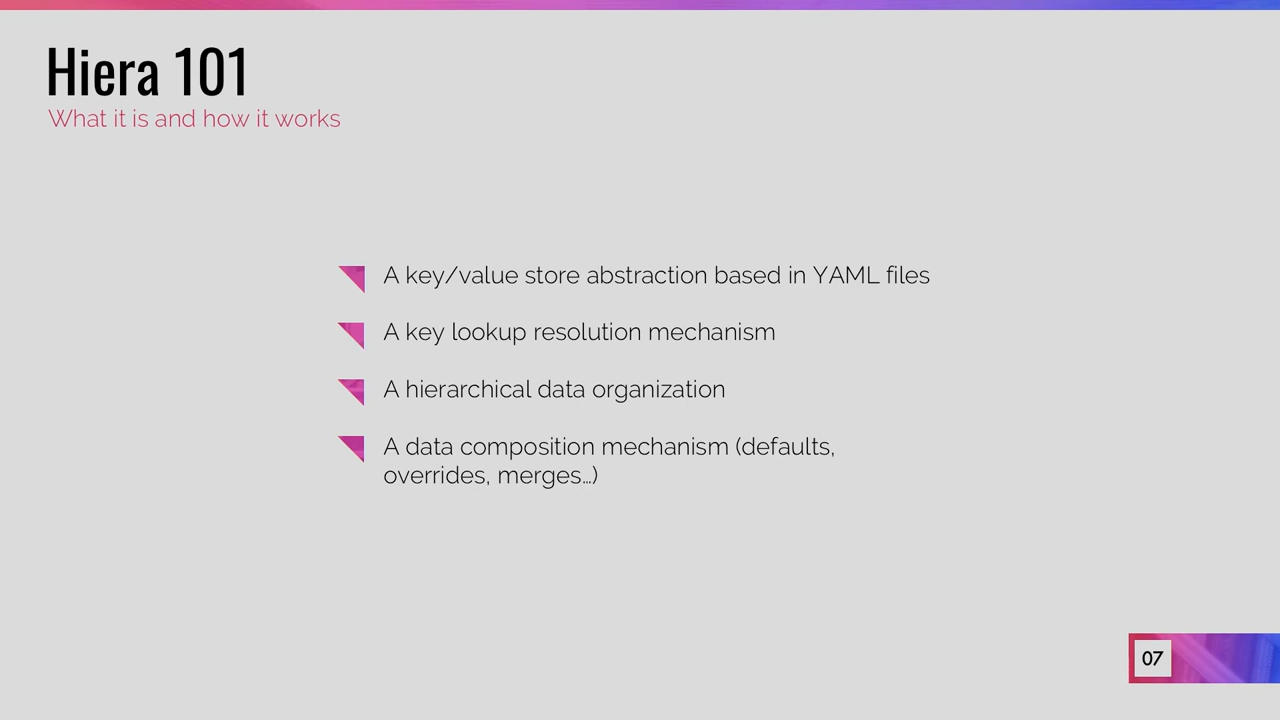 Hiera 101
What it is and how it works
A key/value store abstraction based in YAML files
A key lookup resolution mechanism
A hierarchical data organization
A data composition mechanism (defaults,
overrides, merges…)
07